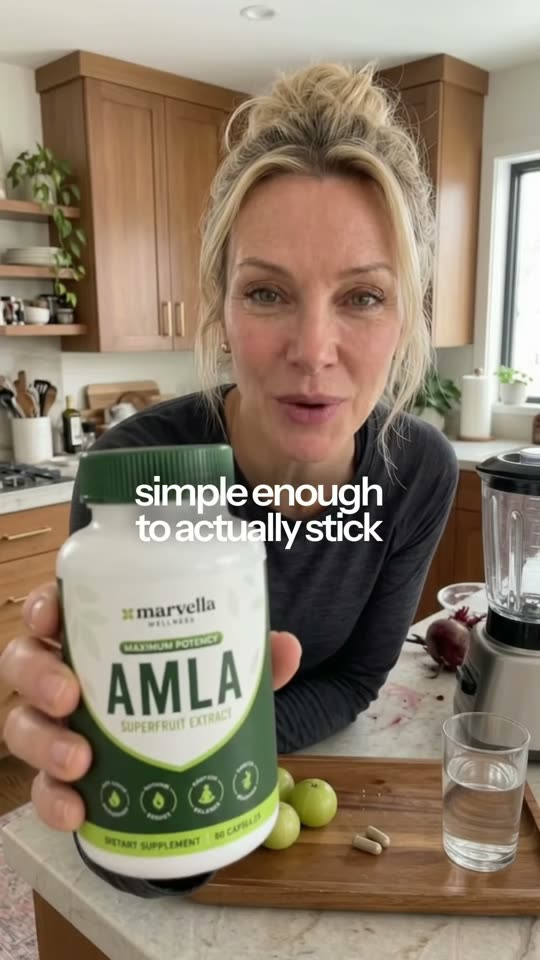 simple enough
to actually stick
marvella
WELLNESS
MAXIMUM POTENCY
AMLA
SUPERFRUIT EXTRACT
DIETARY SUPPLEMENT
60 CAPSULES